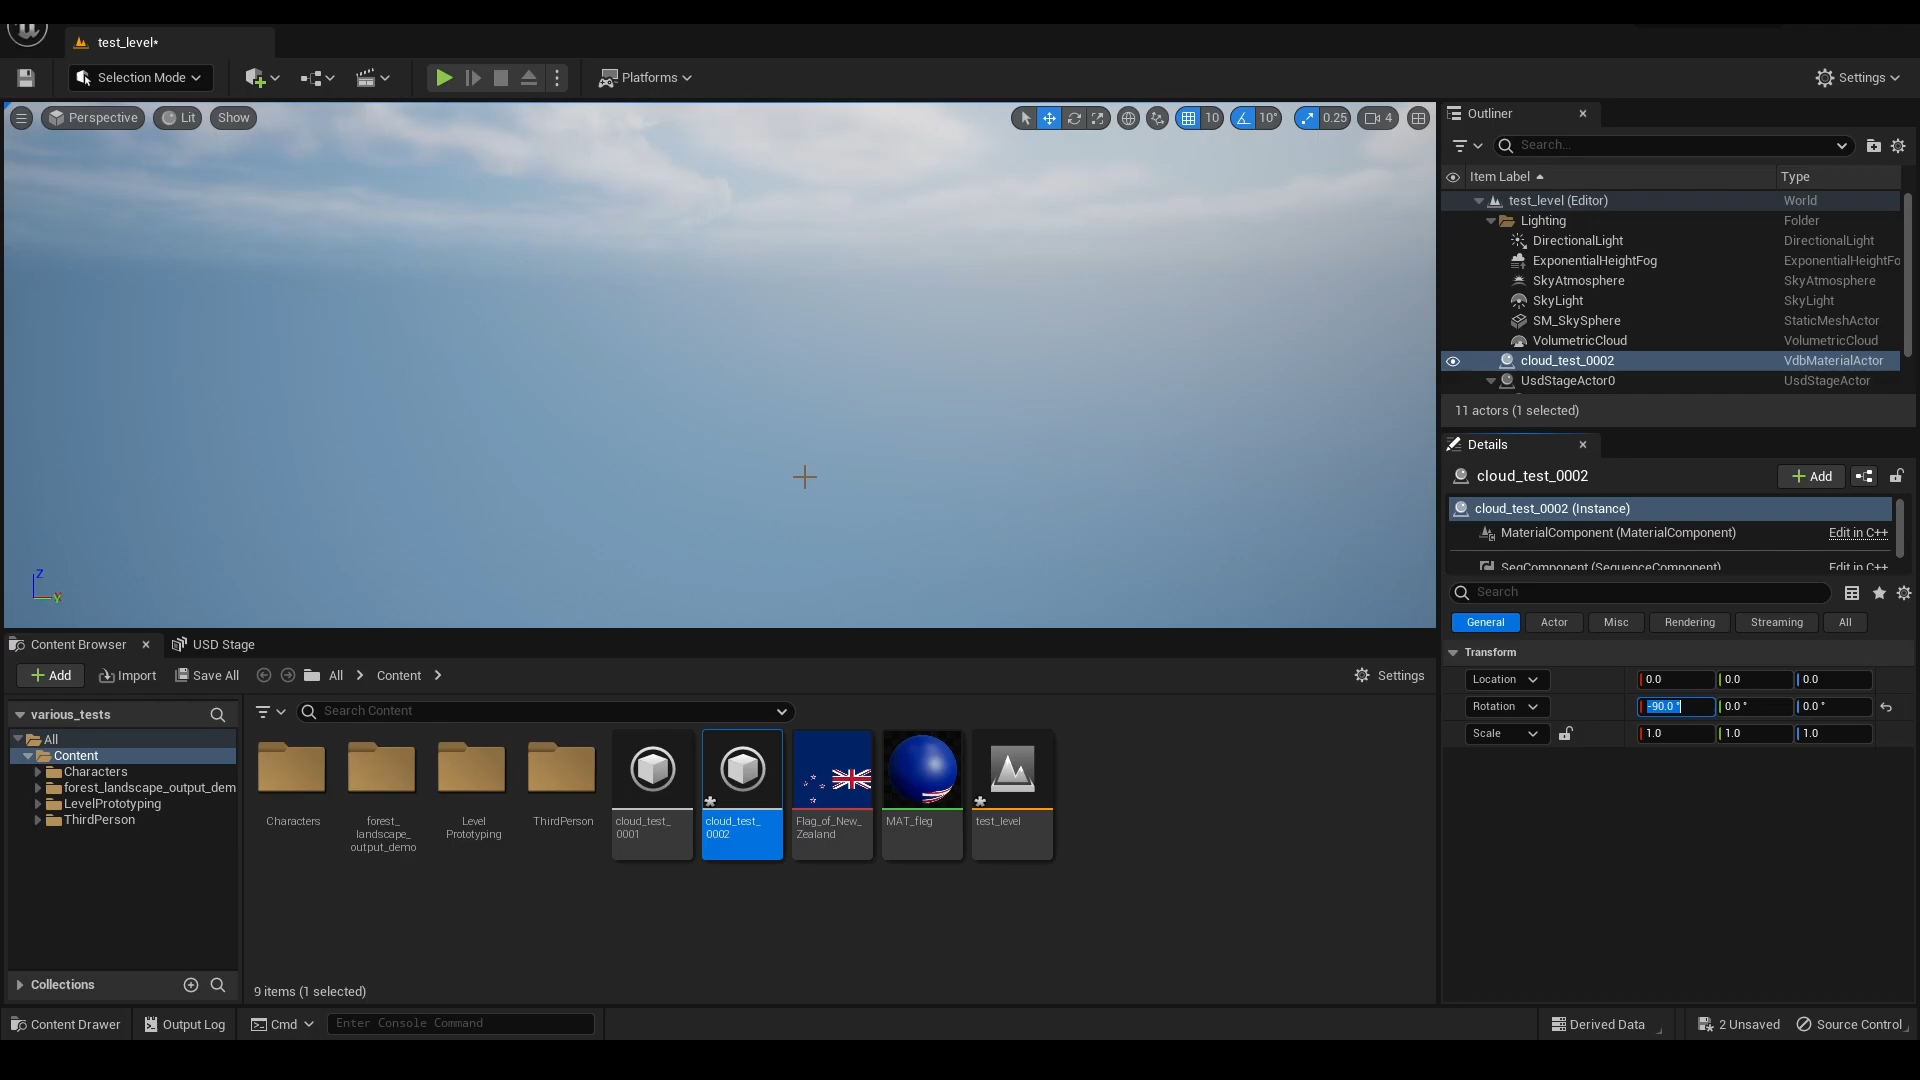 test_level*
Selection Mode
Platforms
Settings
Perspective
Lit
Show
10
10°
0.25
4
Outliner
Search...
Item Label
Type
test_level (Editor)
World
Lighting
Folder
DirectionalLight
DirectionalLight
ExponentialHeightFog
ExponentialHeightFo
SkyAtmosphere
SkyAtmosphere
SkyLight
SkyLight
SM_SkySphere
StaticMeshActor
VolumetricCloud
VolumetricCloud
cloud_test_0002
VdbMaterialActor
UsdStageActor0
UsdStageActor
11 actors (1 selected)
Details
cloud_test_0002
Add
cloud_test_0002 (Instance)
MaterialComponent (MaterialComponent)
Edit in C++
SeqComponent (SequenceComponent)
Edit in C++
Search
General
Actor
Misc
Rendering
Streaming
All
Transform
Location
0.0
0.0
0.0
Rotation
-90.0 °
0.0 °
0.0 °
Scale
1.0
1.0
1.0
Z
Y
Content Browser
USD Stage
Add
Import
Save All
All
Content
Settings
various_tests
Search Content
All
Content
Characters
forest_landscape_output_dem
LevelPrototyping
ThirdPerson
Characters
forest_
landscape_
output_demo
Level
Prototyping
ThirdPerson
cloud_test_
0001
cloud_test_
0002
Flag_of_New_
Zealand
MAT_fleg
test_level
Collections
9 items (1 selected)
Content Drawer
Output Log
Cmd
Enter Console Command
Derived Data
2 Unsaved
Source Control